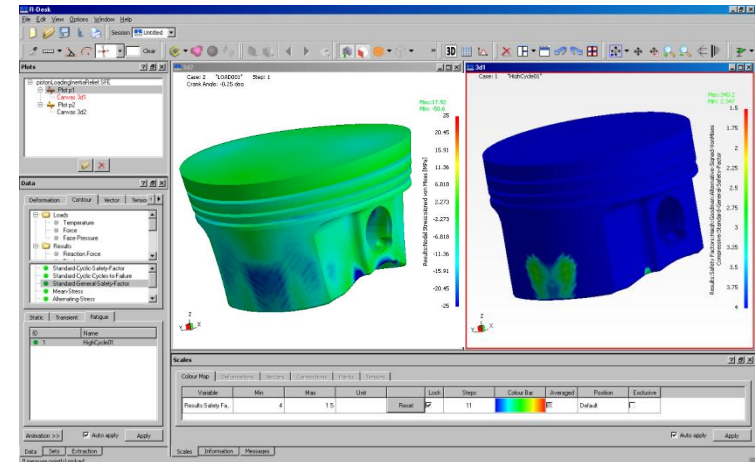 R-Desk
File Edit View Options Window Help
Session Untitled
Clear
3D
Plots
pistonLoadingInertiaRelief.SFE
Plot p1
Canvas 3d1
Plot p2
Canvas 3d2
Data
Deformation Contour Vector Tensor
Loads
Temperature
Force
Face Pressure
Results
Reaction Force
Standard-Cyclic-Safety-Factor
Standard-Cyclic-Cycles-to-Failure
Standard-General-Safety-Factor
Mean-Stress
Alternating-Stress
Static Transient Fatigue
ID Name
1 HighCycle01
Animation >> Auto apply Apply
Data Sets Extraction
3d2
Case: 2 "LOAD001" Step: 1
Crank Angle: -0.25 deg
Max:17.92
Min: -50.6
25
20.45
15.91
11.36
6.818
2.273
-2.273
-6.818
-11.36
-15.91
-20.45
-25
Results:Nodal Stress:signed von Mises [MPa]
Z
Y X
3d1
Case: 1 "HighCycle01"
Max:340.2
Min: 2.347
1.5
1.75
2
2.25
2.5
2.75
3
3.25
3.5
3.75
4
Z
Y X
Scales
Colour Map Deformations Vectors Connections Points Tensors
Variable Min Max Unit Lock Steps Colour Bar Averaged Position Exclusive
Results:Safety Fa.. 4 1.5 Reset 11 Default
Auto apply Apply
Scales Information Messages